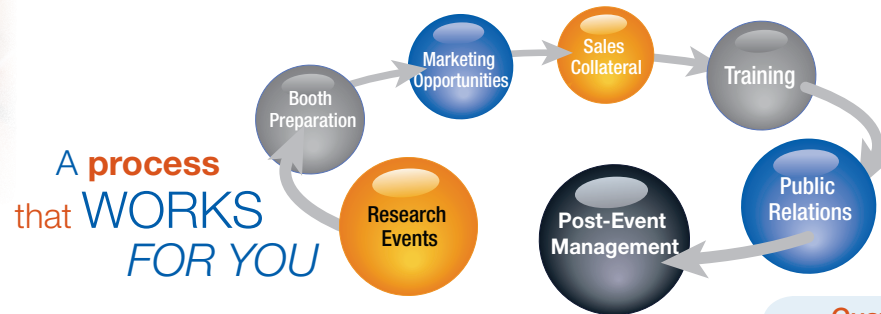 A process
that WORKS
FOR YOU
Research
Events
Booth
Preparation
Marketing
Opportunities
Sales
Collateral
Training
Public
Relations
Post-Event
Management